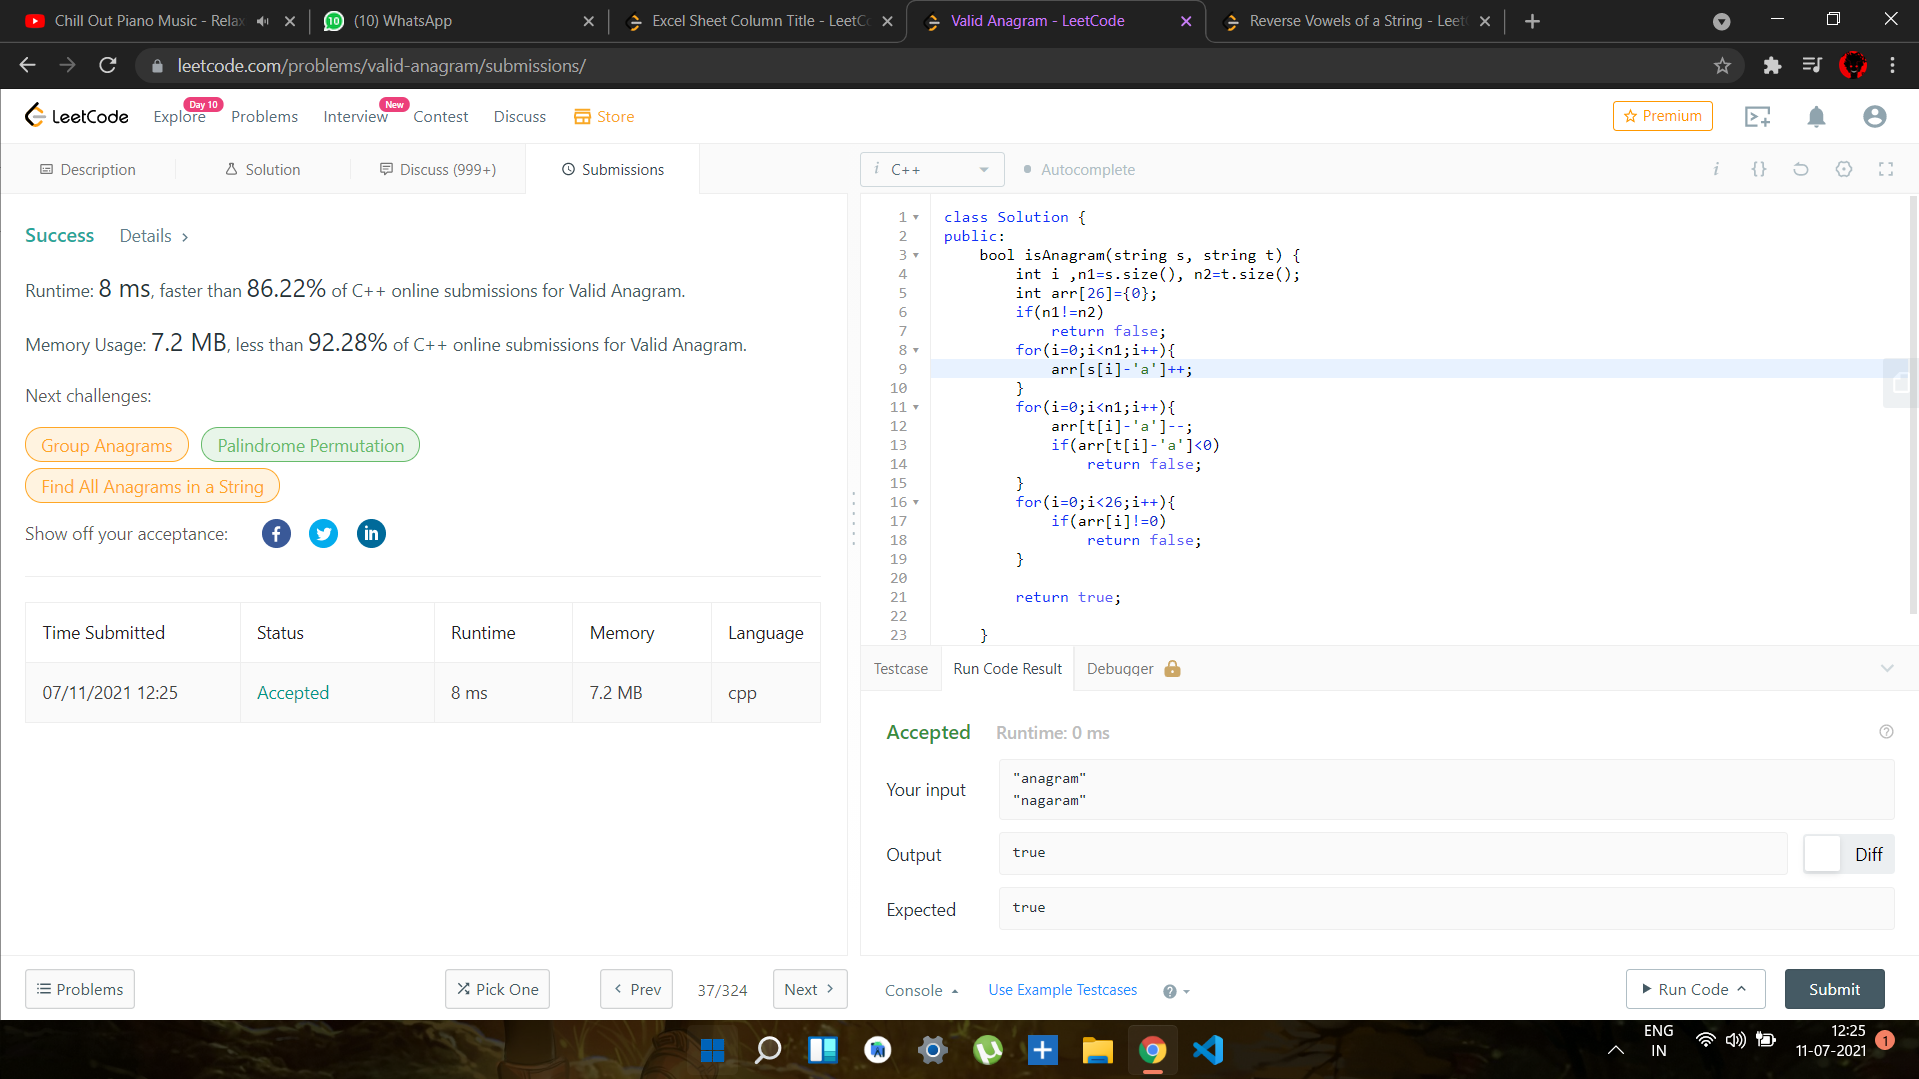 Chill Out Piano Music - Relax
(10) WhatsApp
Excel Sheet Column Title - LeetCo
Valid Anagram - LeetCode
Reverse Vowels of a String - LeetC
leetcode.com/problems/valid-anagram/submissions/
LeetCode
Explore
Day 10
Problems
Interview
New
Contest
Discuss
Store
Premium
Description
Solution
Discuss (999+)
Submissions
i C++
Autocomplete
Success Details >
Runtime: 8 ms, faster than 86.22% of C++ online submissions for Valid Anagram.
Memory Usage: 7.2 MB, less than 92.28% of C++ online submissions for Valid Anagram.
Next challenges:
Group Anagrams
Palindrome Permutation
Find All Anagrams in a String
Show off your acceptance:
Time Submitted Status Runtime Memory Language
07/11/2021 12:25 Accepted 8 ms 7.2 MB cpp
1 class Solution {
2 public:
3 bool isAnagram(string s, string t) {
4 int i ,n1=s.size(), n2=t.size();
5 int arr[26]={0};
6 if(n1!=n2)
7 return false;
8 for(i=0;i<n1;i++){
9 arr[s[i]-'a']++;
10 }
11 for(i=0;i<n1;i++){
12 arr[t[i]-'a']--;
13 if(arr[t[i]-'a']<0)
14 return false;
15 }
16 for(i=0;i<26;i++){
17 if(arr[i]!=0)
18 return false;
19 }
20
21 return true;
22
23 }
Testcase
Run Code Result
Debugger
Accepted Runtime: 0 ms
Your input
"anagram"
"nagaram"
Output
true
Diff
Expected
true
Problems
Pick One
Prev
37/324
Next
Console
Use Example Testcases
Run Code
Submit
ENG
IN
12:25
11-07-2021
1